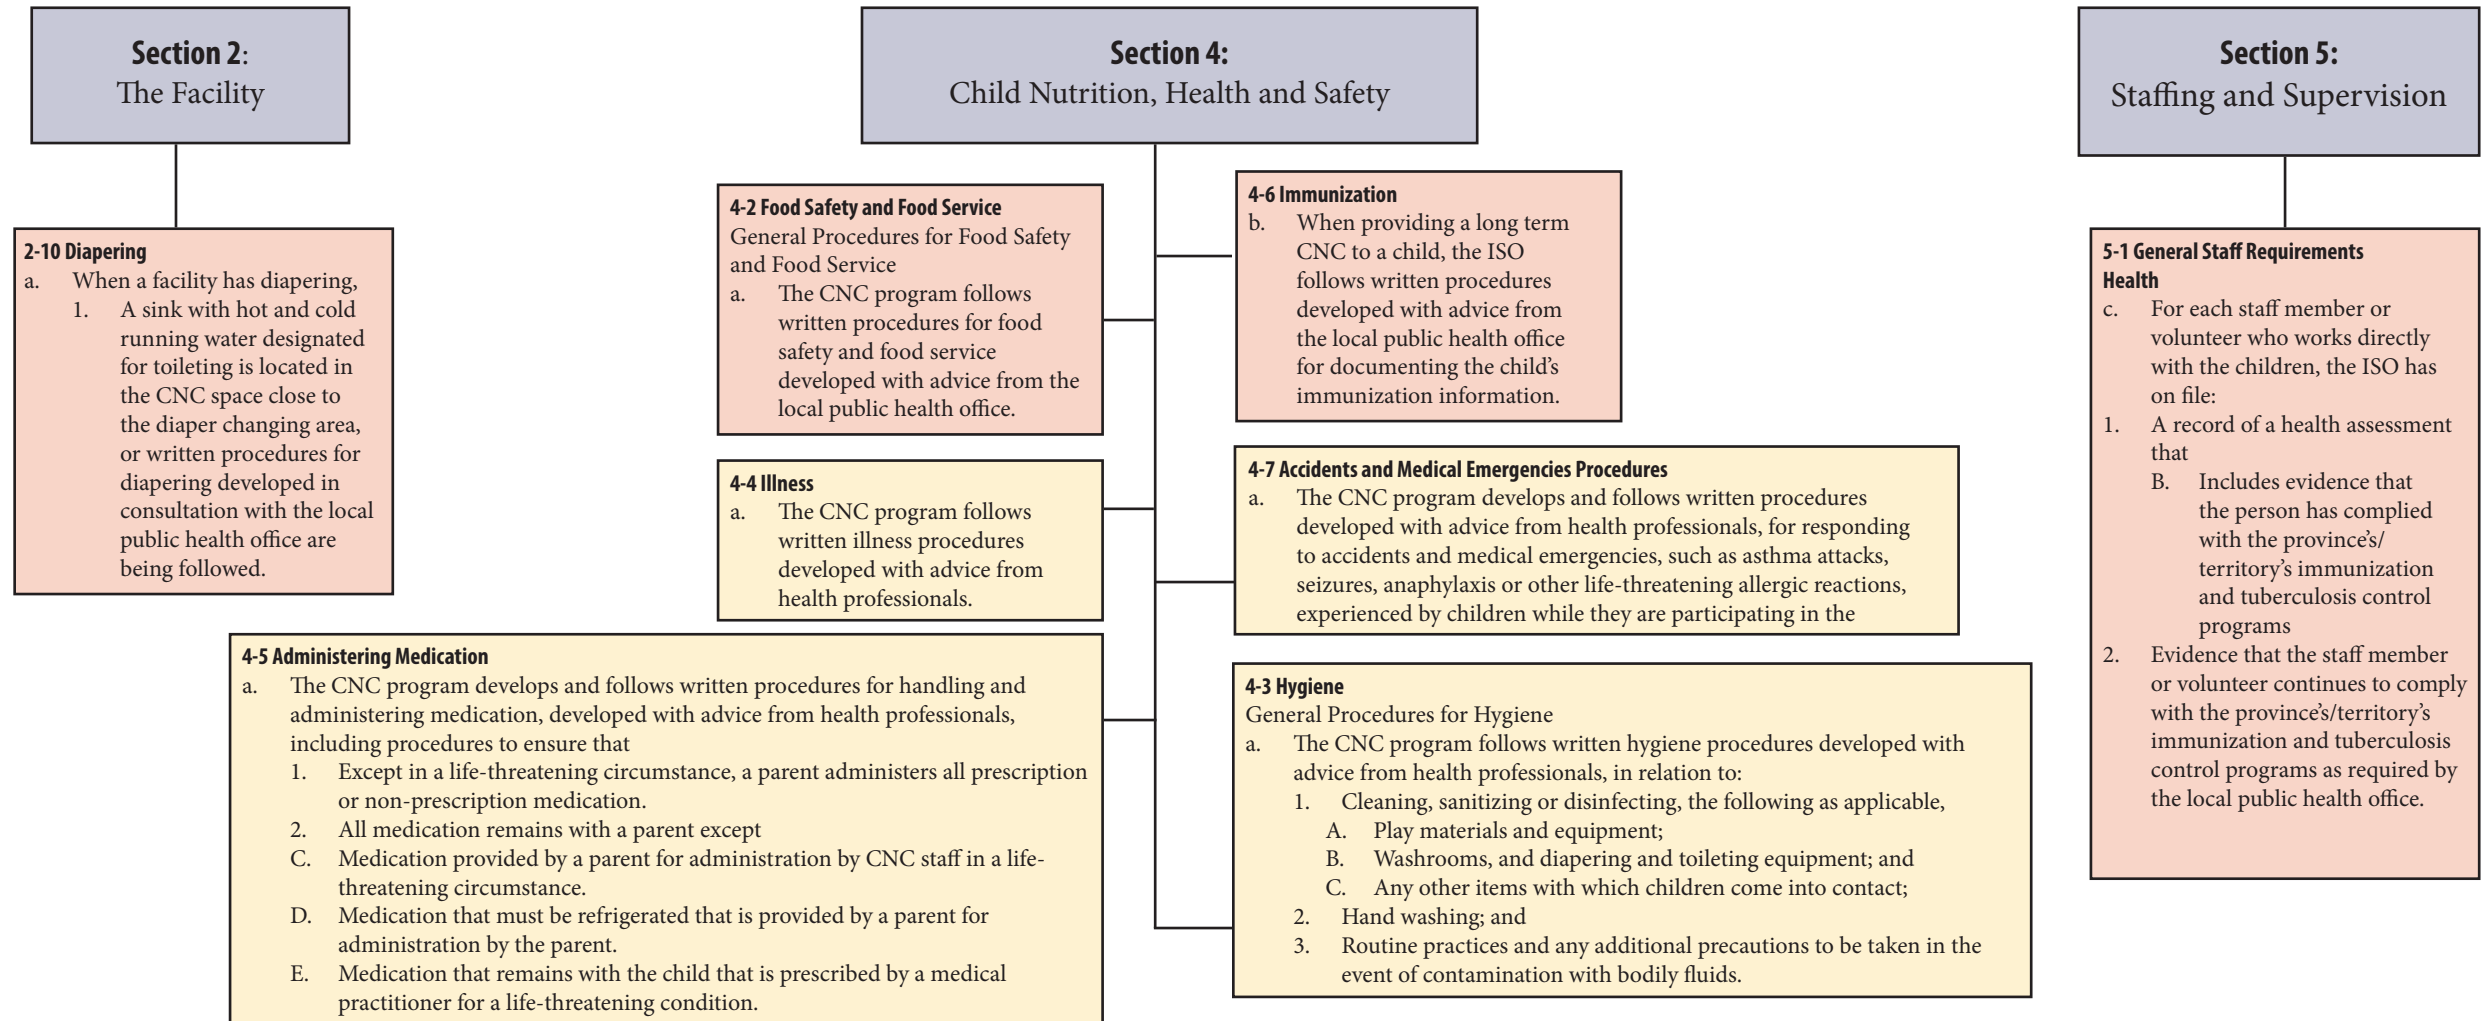 Section 2:
The Facility
2-10 Diapering
a. When a facility has diapering,
1. A sink with hot and cold
running water designated
for toileting is located in
the CNC space close to
the diaper changing area,
or written procedures for
diapering developed in
consultation with the local
public health office are
being followed.
Section 4:
Child Nutrition, Health and Safety
4-2 Food Safety and Food Service
General Procedures for Food Safety
and Food Service
a. The CNC program follows
written procedures for food
safety and food service
developed with advice from the
local public health office.
4-6 Immunization
b. When providing a long term
CNC to a child, the ISO
follows written procedures
developed with advice from
the local public health office
for documenting the child's
immunization information.
4-4 Illness
a. The CNC program follows
written illness procedures
developed with advice from
health professionals.
4-7 Accidents and Medical Emergencies Procedures
a. The CNC program develops and follows written procedures
developed with advice from health professionals, for responding
to accidents and medical emergencies, such as asthma attacks,
seizures, anaphylaxis or other life-threatening allergic reactions,
experienced by children while they are participating in the
4-5 Administering Medication
a. The CNC program develops and follows written procedures for handling and
administering medication, developed with advice from health professionals,
including procedures to ensure that
1. Except in a life-threatening circumstance, a parent administers all prescription
or non-prescription medication.
2. All medication remains with a parent except
C. Medication provided by a parent for administration by CNC staff in a life-
threatening circumstance.
D. Medication that must be refrigerated that is provided by a parent for
administration by the parent.
E. Medication that remains with the child that is prescribed by a medical
practitioner for a life-threatening condition.
4-3 Hygiene
General Procedures for Hygiene
a. The CNC program follows written hygiene procedures developed with
advice from health professionals, in relation to:
1. Cleaning, sanitizing or disinfecting, the following as applicable,
A. Play materials and equipment;
B. Washrooms, and diapering and toileting equipment; and
C. Any other items with which children come into contact;
2. Hand washing; and
3. Routine practices and any additional precautions to be taken in the
event of contamination with bodily fluids.
Section 5:
Staffing and Supervision
5-1 General Staff Requirements
Health
c. For each staff member or
volunteer who works directly
with the children, the ISO has
on file:
1. A record of a health assessment
that
B. Includes evidence that
the person has complied
with the province's/
territory's immunization
and tuberculosis control
programs
2. Evidence that the staff member
or volunteer continues to comply
with the province's/territory's
immunization and tuberculosis
control programs as required by
the local public health office.